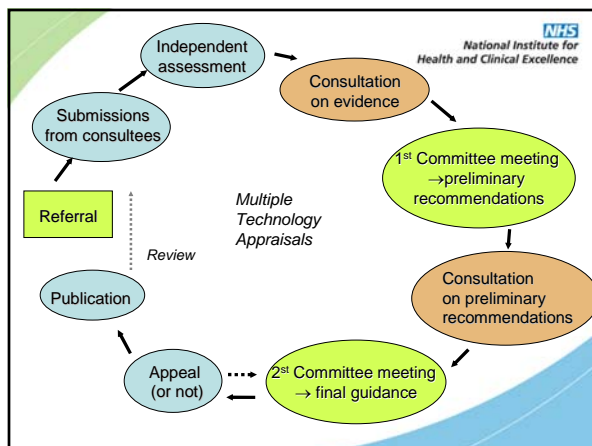 NHS
National Institute for
Health and Clinical Excellence
Independent
assessment
Consultation
on evidence
Submissions
from consultees
1st Committee meeting
→preliminary
recommendations
Referral
Multiple
Technology
Appraisals
Review
Consultation
on preliminary
recommendations
Publication
2st Committee meeting
→ final guidance
Appeal
(or not)